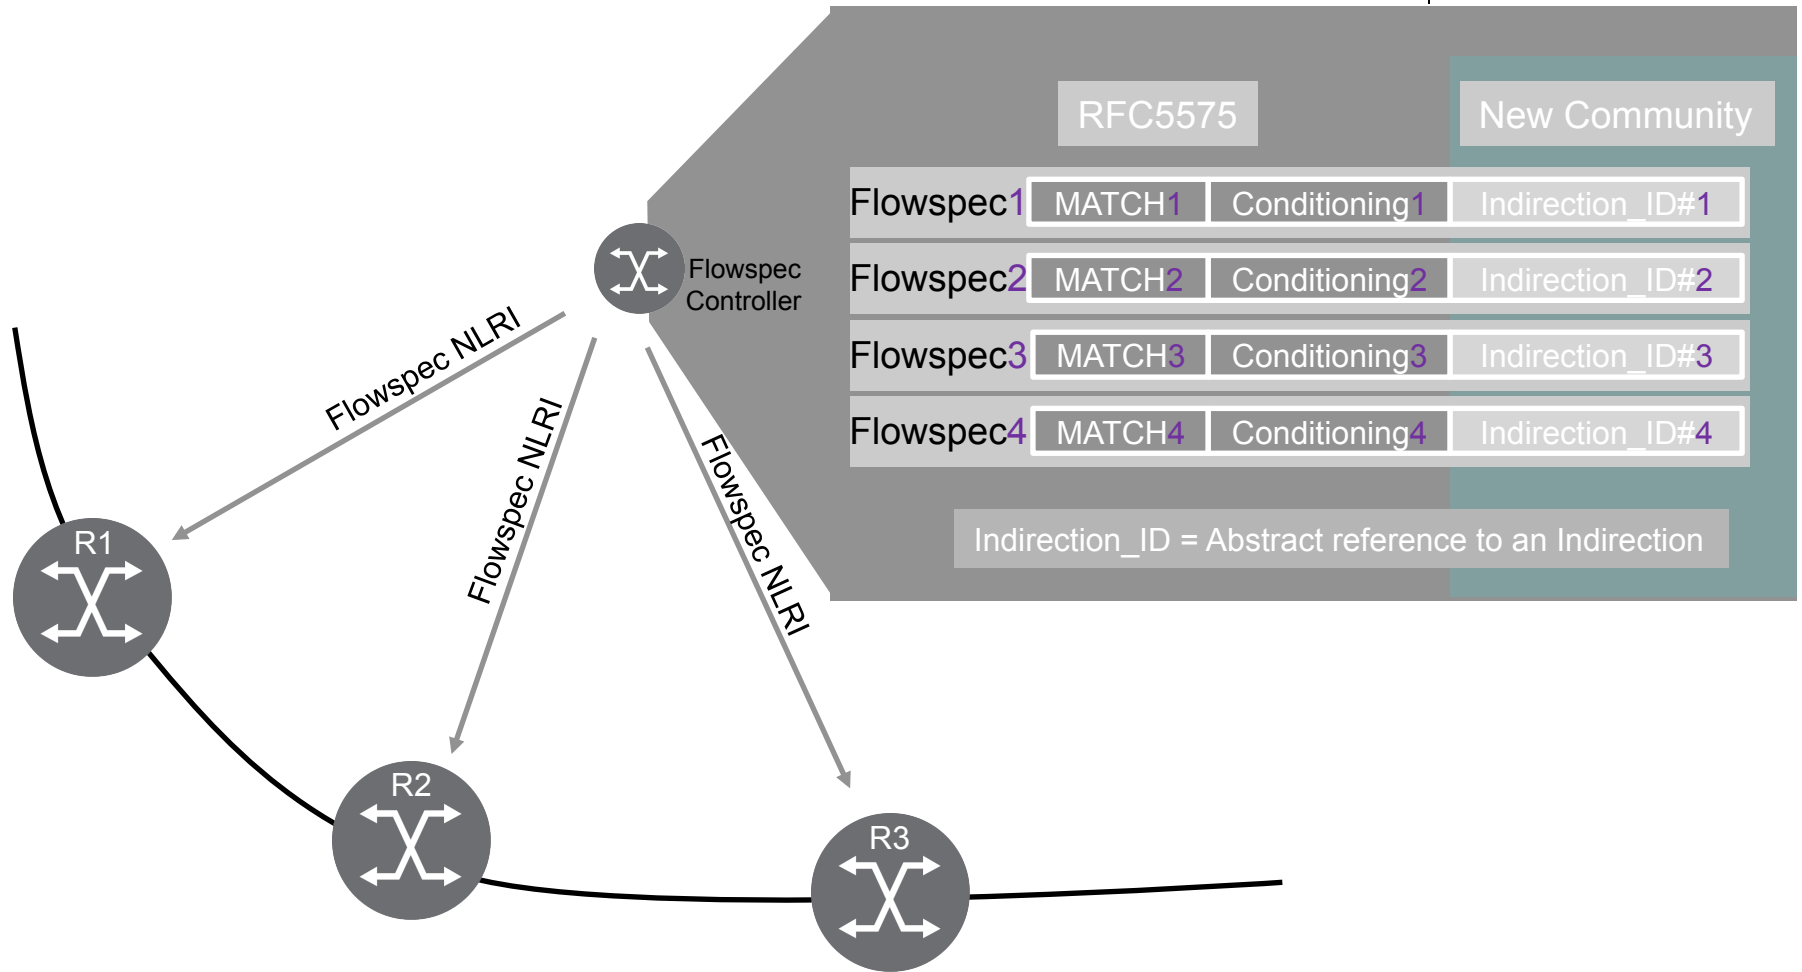 RFC5575
New Community
Flowspec1 MATCH1 Conditioning1 Indirection_ID#1
Flowspec2 MATCH2 Conditioning2 Indirection_ID#2
Flowspec3 MATCH3 Conditioning3 Indirection_ID#3
Flowspec4 MATCH4 Conditioning4 Indirection_ID#4
Indirection_ID = Abstract reference to an Indirection
Flowspec
Controller
Flowspec NLRI
Flowspec NLRI
Flowspec NLRI
R1
R2
R3